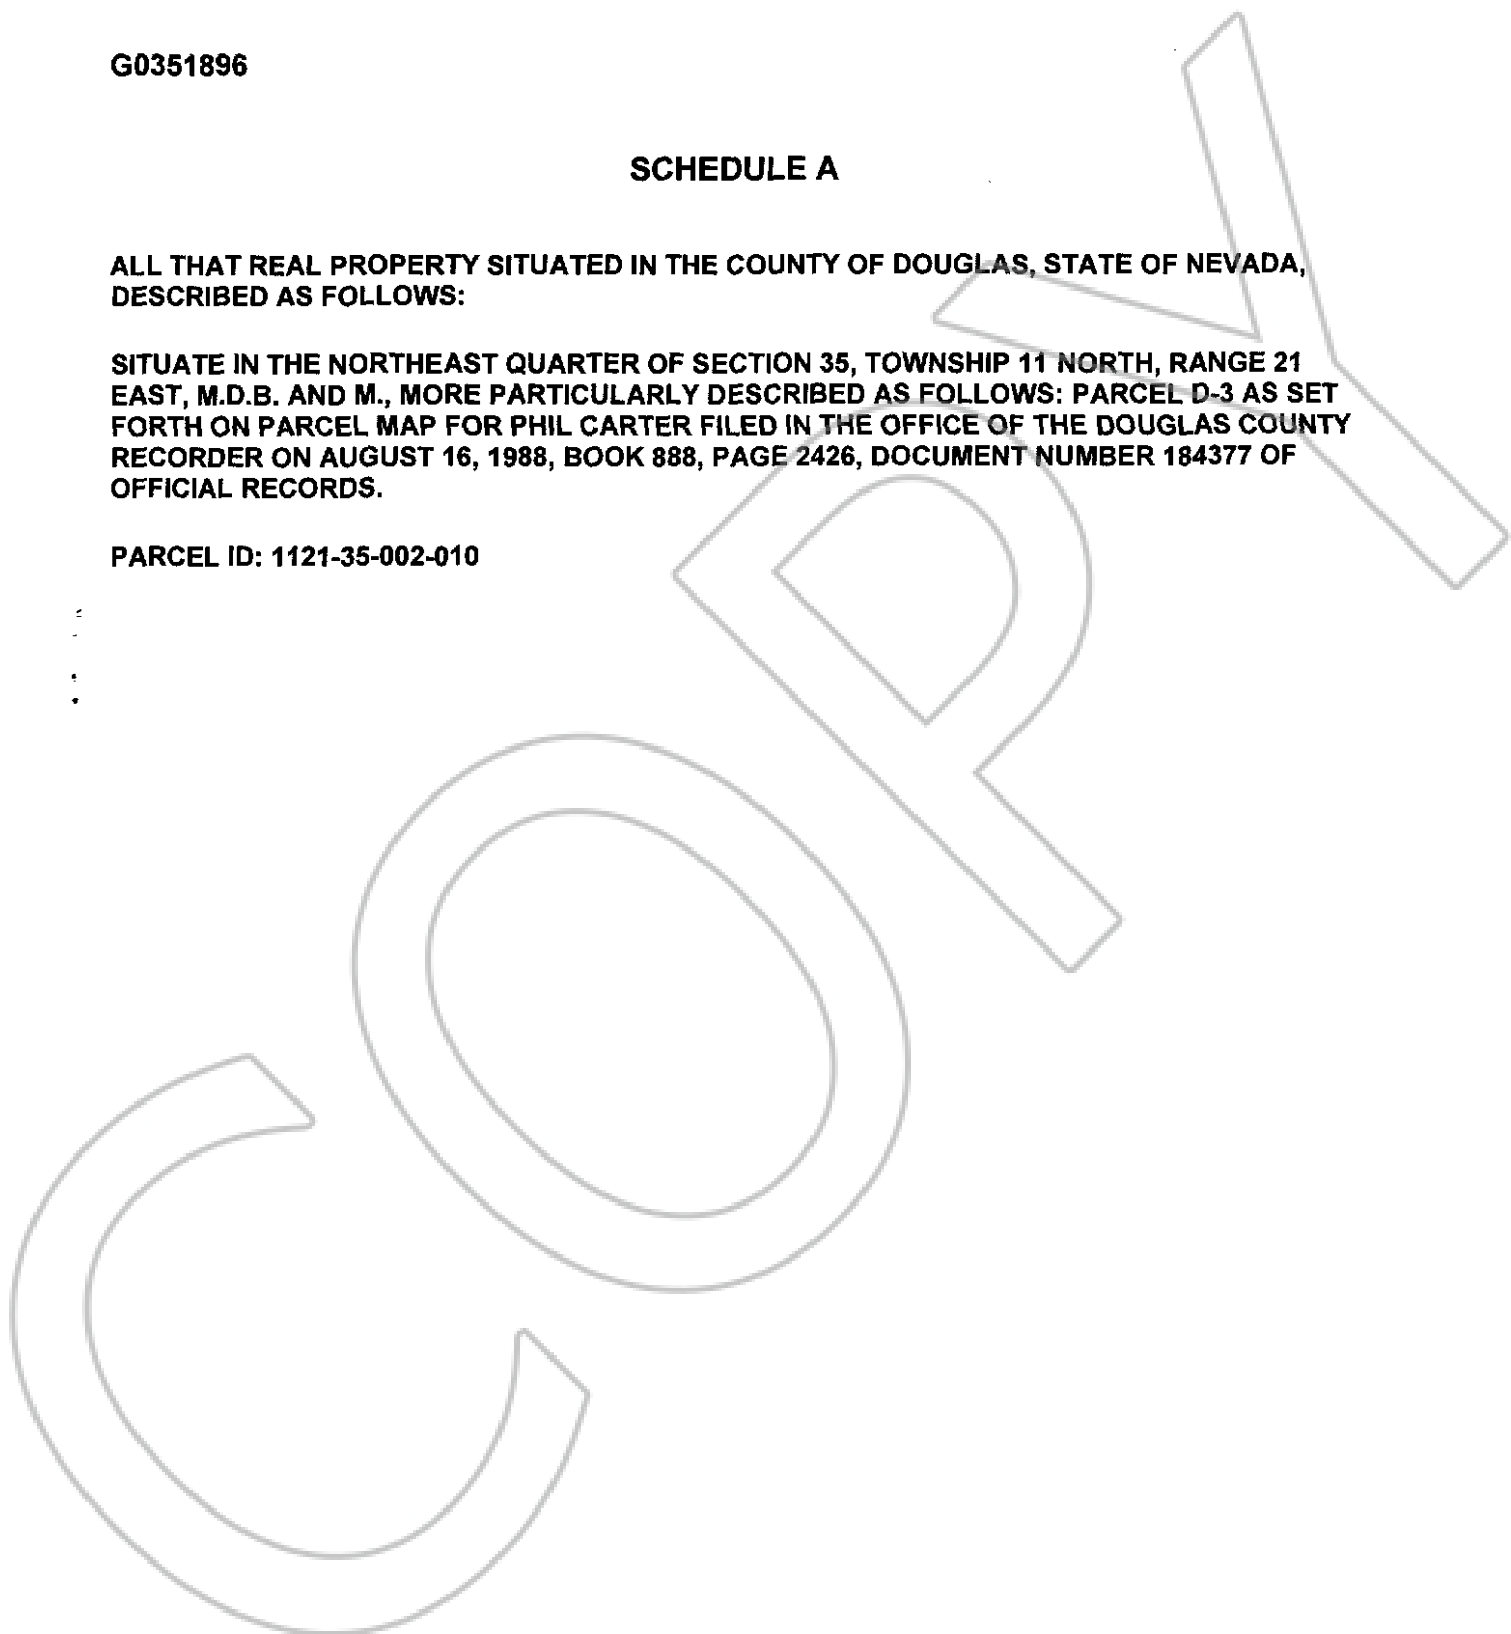 G0351896
SCHEDULE A
ALL THAT REAL PROPERTY SITUATED IN THE COUNTY OF DOUGLAS, STATE OF NEVADA,
DESCRIBED AS FOLLOWS:
SITUATE IN THE NORTHEAST QUARTER OF SECTION 35, TOWNSHIP 11 NORTH, RANGE 21
EAST, M.D.B. AND M., MORE PARTICULARLY DESCRIBED AS FOLLOWS: PARCEL D-3 AS SET
FORTH ON PARCEL MAP FOR PHIL CARTER FILED IN THE OFFICE OF THE DOUGLAS COUNTY
RECORDER ON AUGUST 16, 1988, BOOK 888, PAGE 2426, DOCUMENT NUMBER 184377 OF
OFFICIAL RECORDS.
PARCEL ID: 1121-35-002-010
COPY